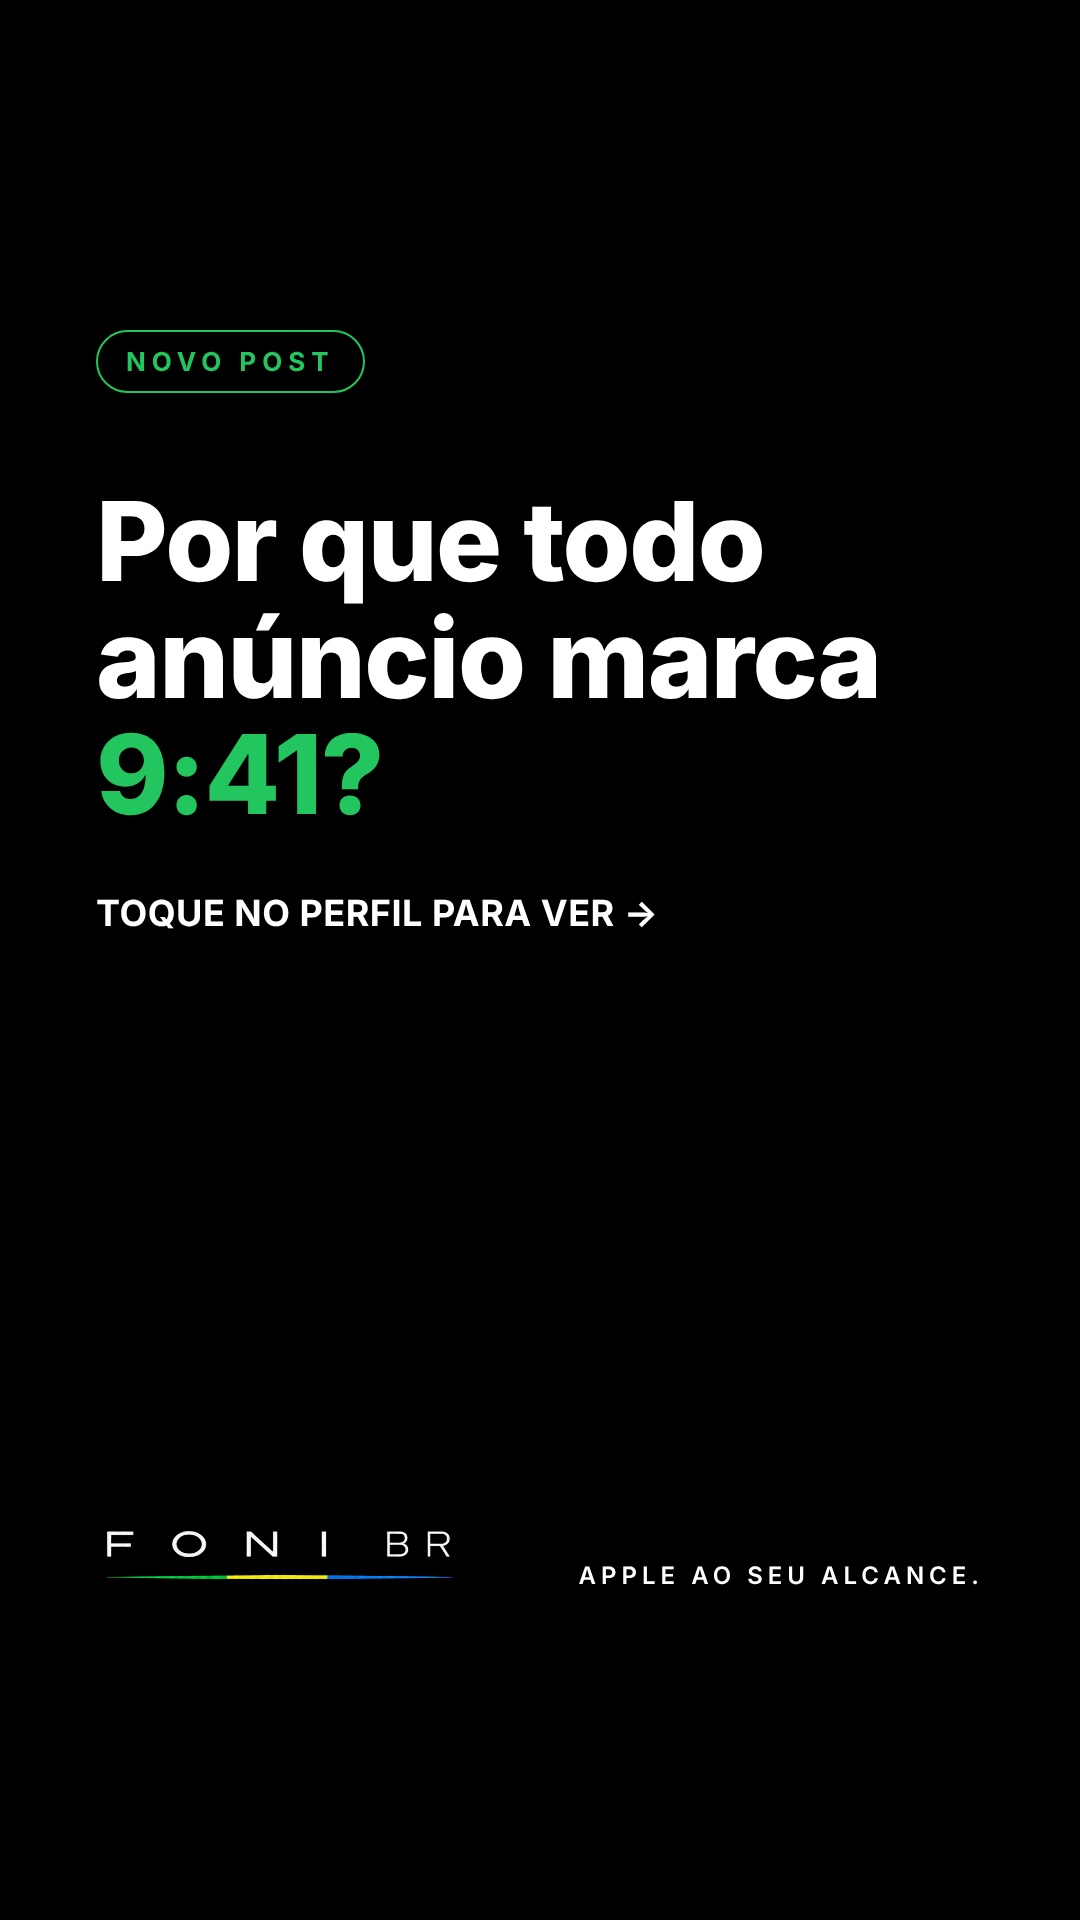 NOVO POST
Por que todo
anúncio marca
9:41?
TOQUE NO PERFIL PARA VER →
FONI BR
APPLE AO SEU ALCANCE.